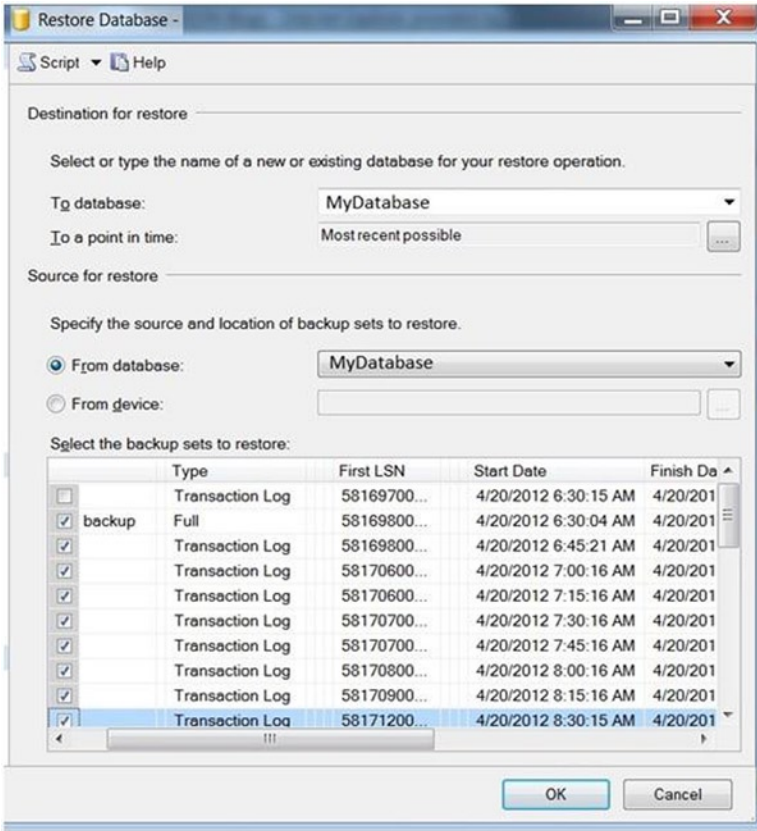 Restore Database -
Script Help
Destination for restore
Select or type the name of a new or existing database for your restore operation.
To database: MyDatabase
To a point in time: Most recent possible ...
Source for restore
Specify the source and location of backup sets to restore.
From database: MyDatabase
From device: ...
Select the backup sets to restore:
Type First LSN Start Date Finish Da
Transaction Log 58169700... 4/20/2012 6:30:15 AM 4/201
backup Full 58169800... 4/20/2012 6:30:04 AM 4/20/201
Transaction Log 58169800... 4/20/2012 6:45:21 AM 4/20/201
Transaction Log 58170600... 4/20/2012 7:00:16 AM 4/20/201
Transaction Log 58170600... 4/20/2012 7:15:16 AM 4/20/201
Transaction Log 58170700... 4/20/2012 7:30:16 AM 4/20/201
Transaction Log 58170700... 4/20/2012 7:45:16 AM 4/20/201
Transaction Log 58170800... 4/20/2012 8:00:16 AM 4/20/201
Transaction Log 58170900... 4/20/2012 8:15:16 AM 4/20/201
Transaction Log 58171200... 4/20/2012 8:30:15 AM 4/20/201
OK Cancel